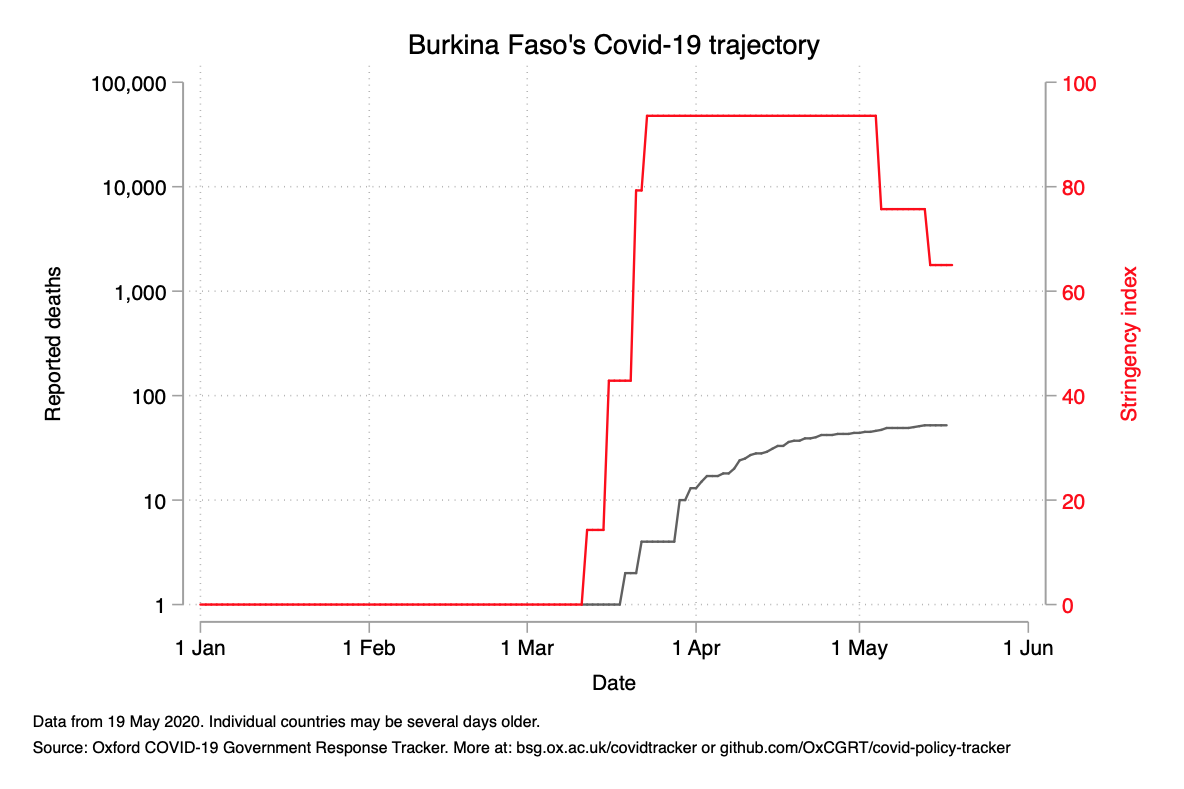 Burkina Faso's Covid-19 trajectory
100,000
10,000
1,000
100
10
1
Reported deaths
100
80
60
40
20
0
Stringency index
1 Jan
1 Feb
1 Mar
1 Apr
1 May
1 Jun
Date
Data from 19 May 2020. Individual countries may be several days older.
Source: Oxford COVID-19 Government Response Tracker. More at: bsg.ox.ac.uk/covidtracker or github.com/OxCGRT/covid-policy-tracker